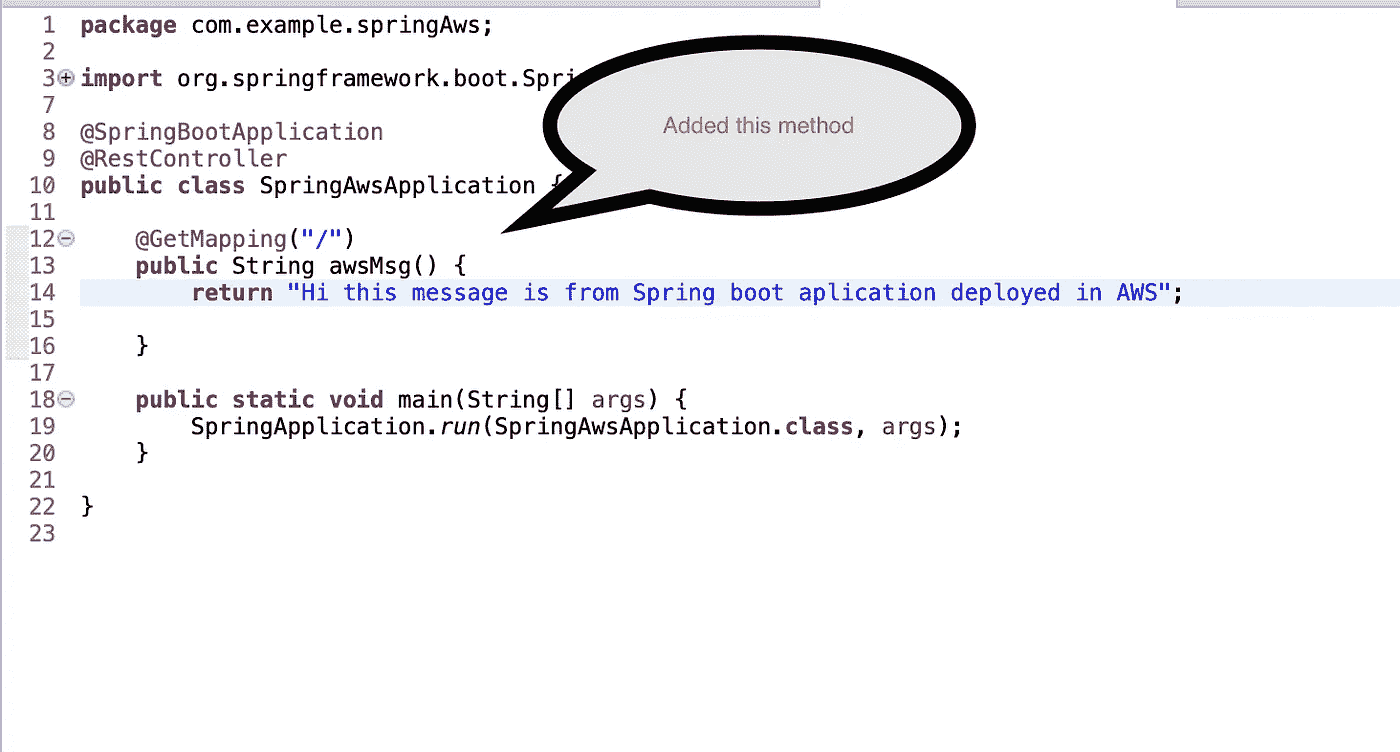 1 package com.example.springAws;
2
3 import org.springframework.boot.
7
8 @SpringBootApplication
9 @RestController
10 public class SpringAwsApplication {
11
12 @GetMapping("/")
13 public String awsMsg() {
14 return "Hi this message is from Spring boot aplication deployed in AWS";
15
16 }
17
18 public static void main(String[] args) {
19 SpringApplication.run(SpringAwsApplication.class, args);
20 }
21
22 }
23
Added this method